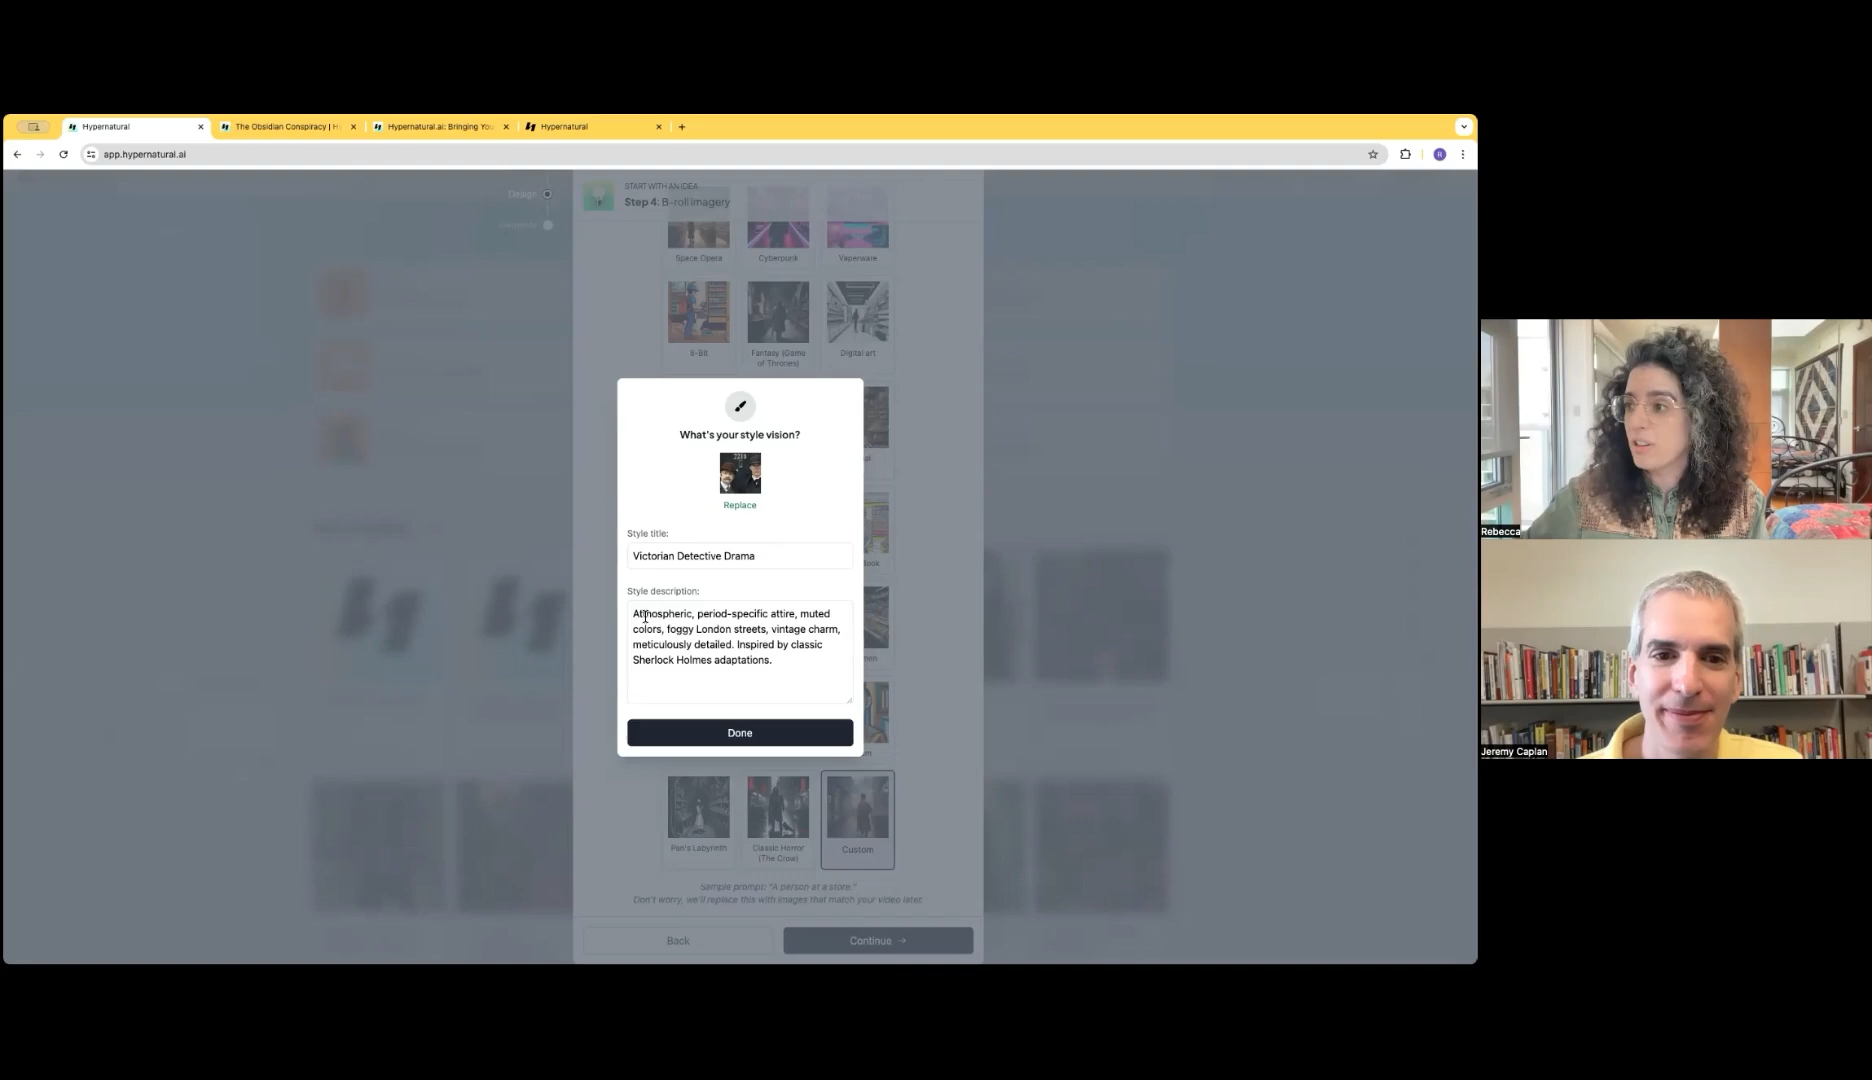 Hypernatural
The Obsidian Conspiracy | H
Hypernatural.ai: Bringing You
Hypernatural
app.hypernatural.ai
R
Design
START WITH AN IDEA
Step 4: B-roll imagery
Space Opera
Cyberpunk
Vaperware
8-Bit
Fantasy (Game
of Thrones)
Digital art
What's your style vision?
221B
Replace
Style title:
Victorian Detective Drama
Style description:
Atmospheric, period-specific attire, muted
colors, foggy London streets, vintage charm,
meticulously detailed. Inspired by classic
Sherlock Holmes adaptations.
Done
Pan's Labyrinth
Classic Horror
(The Crow)
Custom
Sample prompt: "A person at a store."
Don't worry, we'll replace this with images that match your video later.
Back
Continue →
Rebecca
Jeremy Caplan